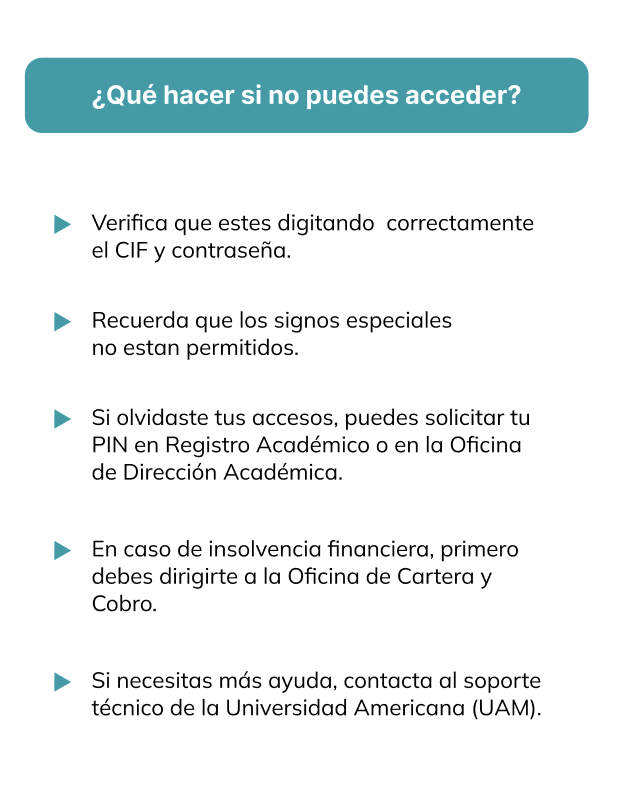 ¿Qué hacer si no puedes acceder?
Verifica que estes digitando  correctamente
el CIF y contraseña.
Recuerda que los signos especiales
no estan permitidos.
Si olvidaste tus accesos, puedes solicitar tu
PIN en Registro Académico o en la Oficina
de Dirección Académica.
En caso de insolvencia financiera, primero
debes dirigirte a la Oficina de Cartera y
Cobro.
Si necesitas más ayuda, contacta al soporte
técnico de la Universidad Americana (UAM).